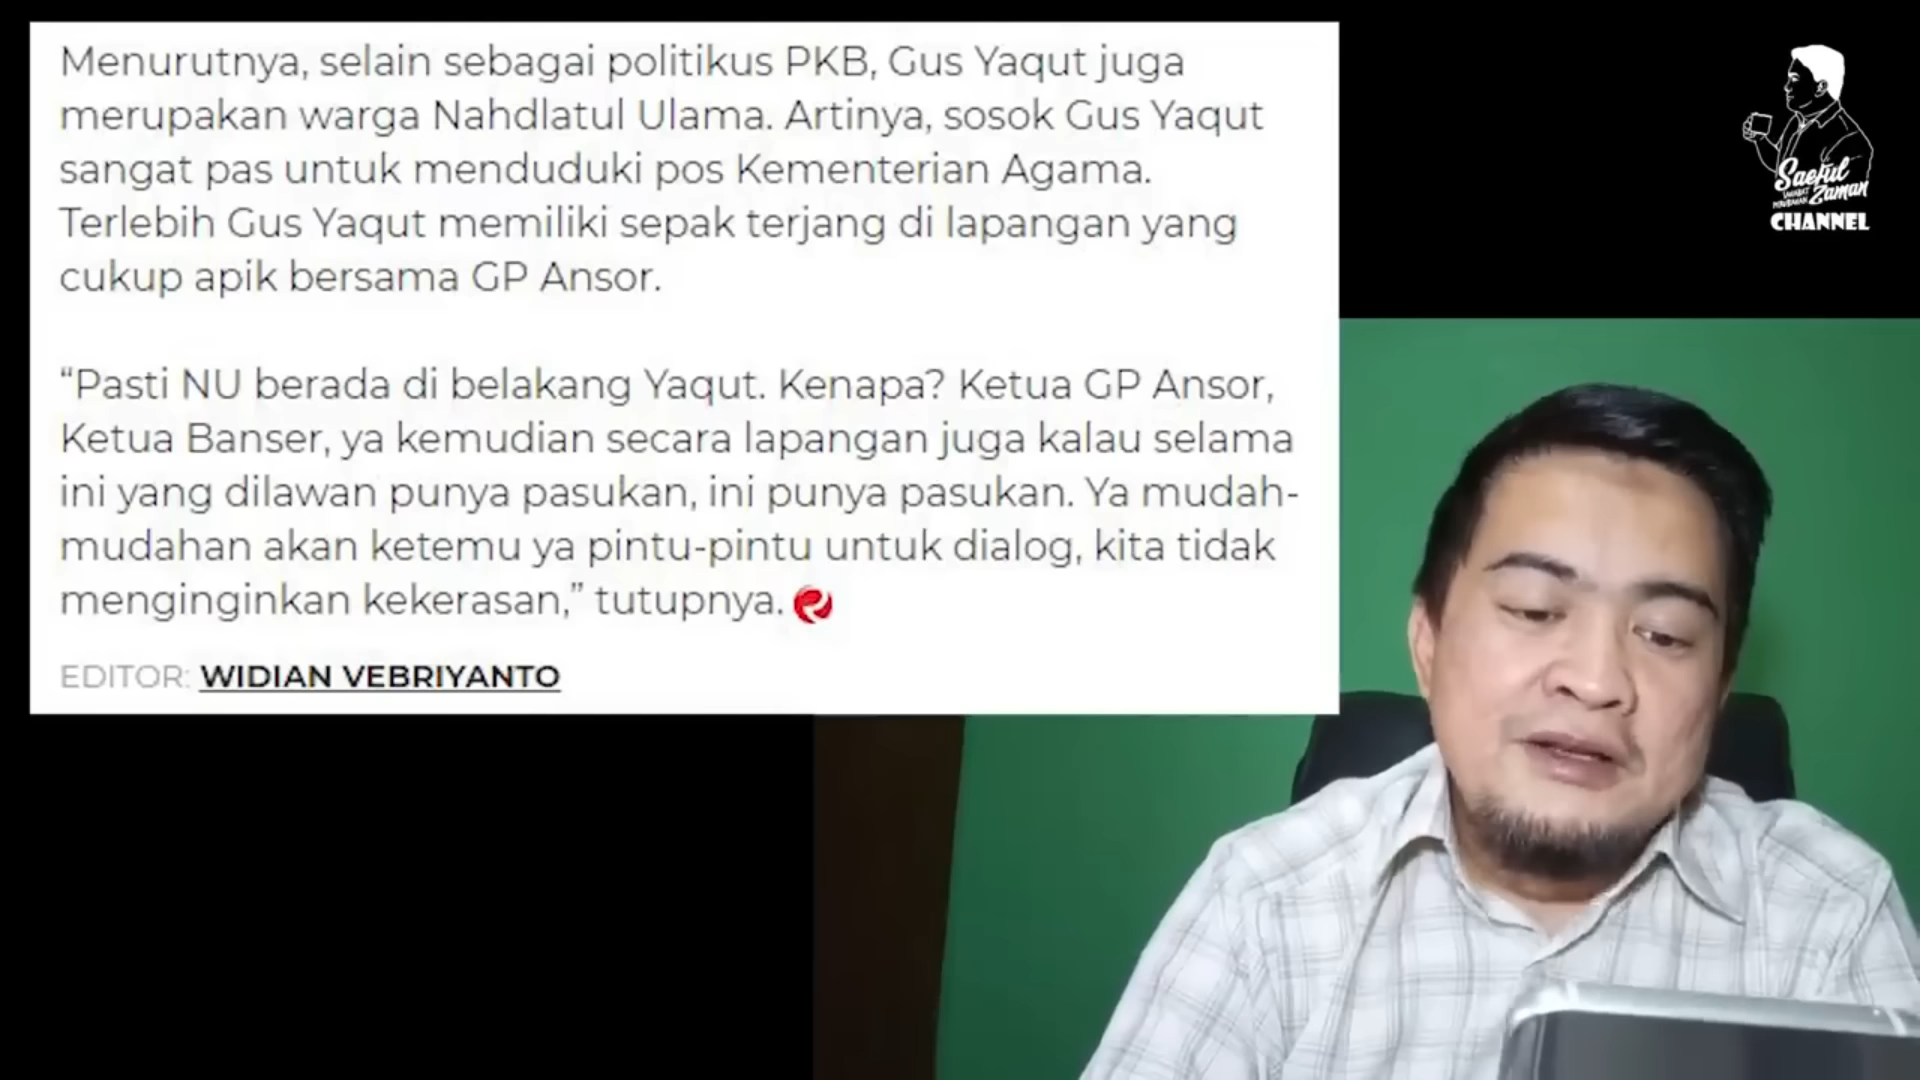 Menurutnya, selain sebagai politikus PKB, Gus Yaqut juga
merupakan warga Nahdlatul Ulama. Artinya, sosok Gus Yaqut
sangat pas untuk menduduki pos Kementerian Agama.
Terlebih Gus Yaqut memiliki sepak terjang di lapangan yang
cukup apik bersama GP Ansor.
“Pasti NU berada di belakang Yaqut. Kenapa? Ketua GP Ansor,
Ketua Banser, ya kemudian secara lapangan juga kalau selama
ini yang dilawan punya pasukan, ini punya pasukan. Ya mudah-
mudahan akan ketemu ya pintu-pintu untuk dialog, kita tidak
menginginkan kekerasan,” tutupnya.
EDITOR: WIDIAN VEBRIYANTO
Saeful
Zaman
CHANNEL